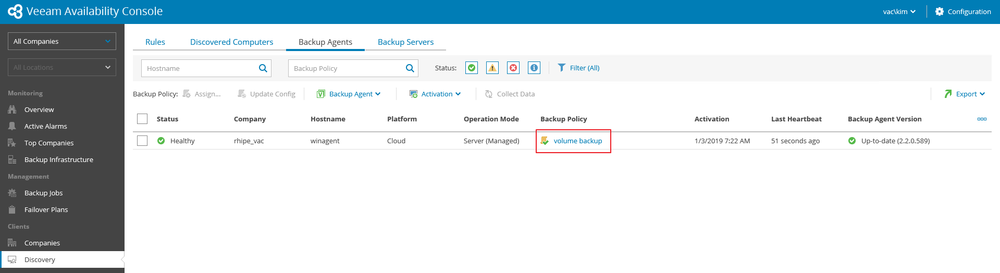 Veeam Availability Console
vac\kim
Configuration
All Companies
All Locations
Monitoring
Overview
Active Alarms
Top Companies
Backup Infrastructure
Management
Backup Jobs
Failover Plans
Clients
Companies
Discovery
Rules Discovered Computers Backup Agents Backup Servers
Hostname Backup Policy Status: Filter (All)
Backup Policy: Assign... Update Config Backup Agent Activation Collect Data Export
Status Company Hostname Platform Operation Mode Backup Policy Activation Last Heartbeat Backup Agent Version
Healthy rhipe_vac winagent Cloud Server (Managed) volume backup 1/3/2019 7:22 AM 51 seconds ago Up-to-date (2.2.0.589)